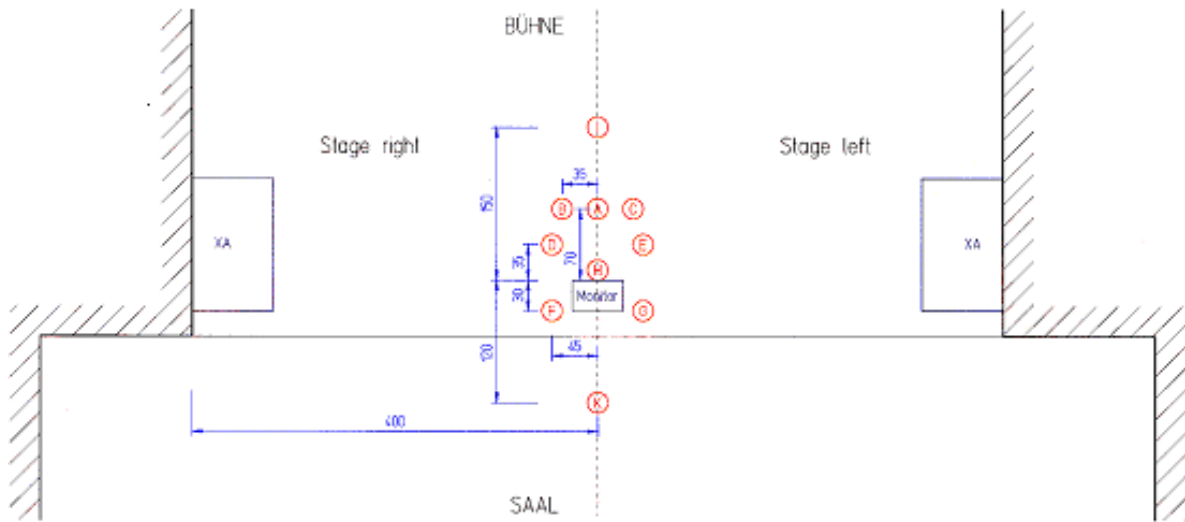 BÜHNE
I
Stage right
Stage left
35
150
B
A
C
XA
D
E
XA
35
70
H
30
Monitor
F
G
120
45
K
400
SAAL